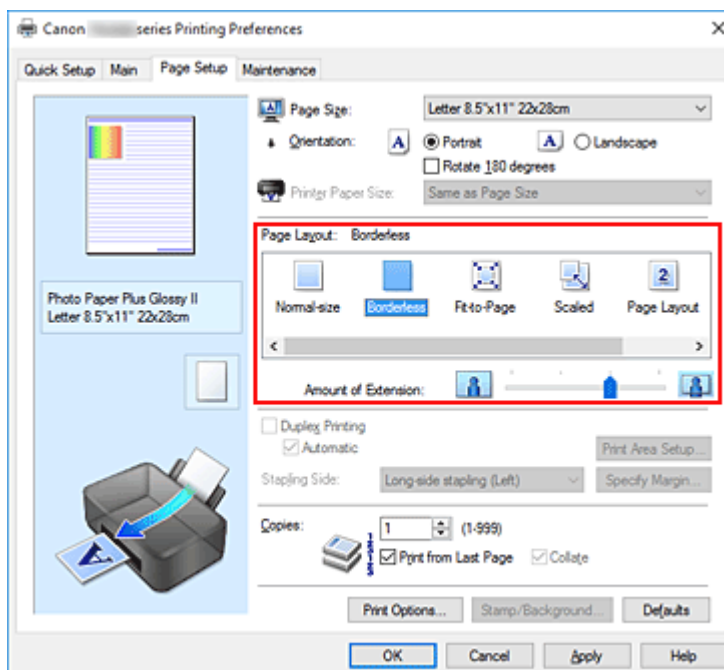 Canon series Printing Preferences
Quick Setup Main Page Setup Maintenance
Page Size: Letter 8.5"x11" 22x28cm
Orientation: A Portrait A Landscape
Rotate 180 degrees
Printer Paper Size: Same as Page Size
Page Layout: Borderless
2
Normal-size Borderless Fit-to-Page Scaled Page Layout
Amount of Extension:
Photo Paper Plus Glossy II
Letter 8.5"x11" 22x28cm
Duplex Printing
Automatic Print Area Setup...
Stapling Side: Long-side stapling (Left) Specify Margin...
Copies: 1 (1-999)
Print from Last Page Collate
A
Print Options... Stamp/Background... Defaults
OK Cancel Apply Help